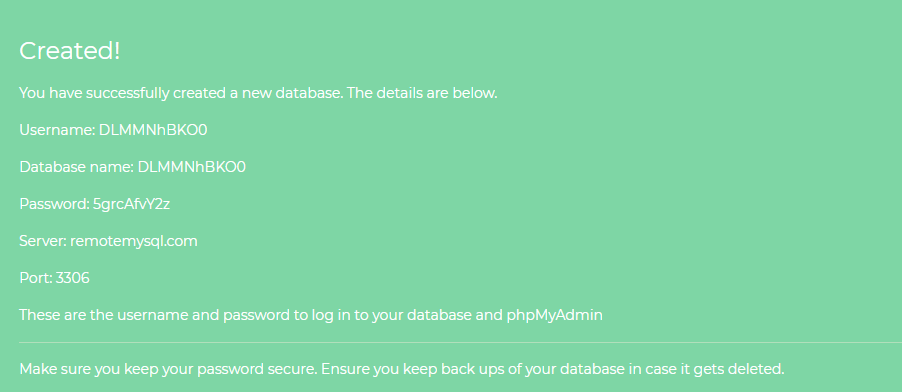 Created!
You have successfully created a new database. The details are below.
Username: DLMMNhBKO0
Database name: DLMMNhBKO0
Password: 5grcAfvY2z
Server: remotemysql.com
Port: 3306
These are the username and password to log in to your database and phpMyAdmin
Make sure you keep your password secure. Ensure you keep back ups of your database in case it gets deleted.